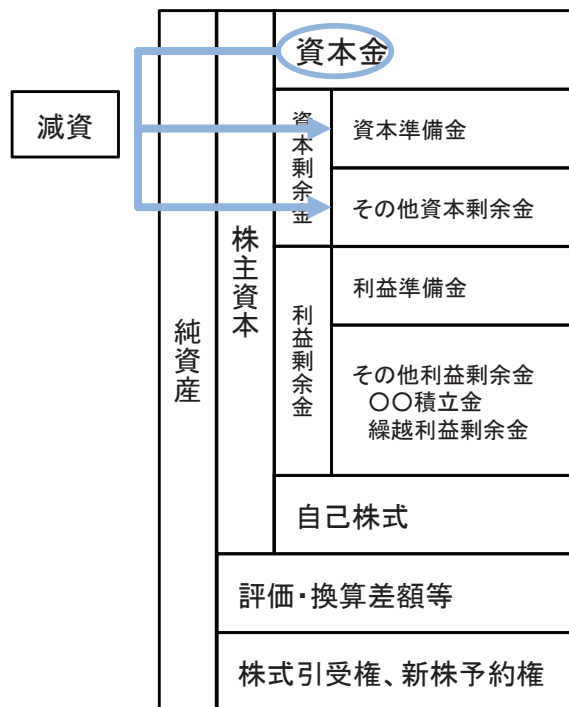 資本金
減資
資本剰余金
資本準備金
その他資本剰余金
株主資本
純資産
利益剰余金
利益準備金
その他利益剰余金
〇〇積立金
繰越利益剰余金
自己株式
評価・換算差額等
株式引受権、新株予約権